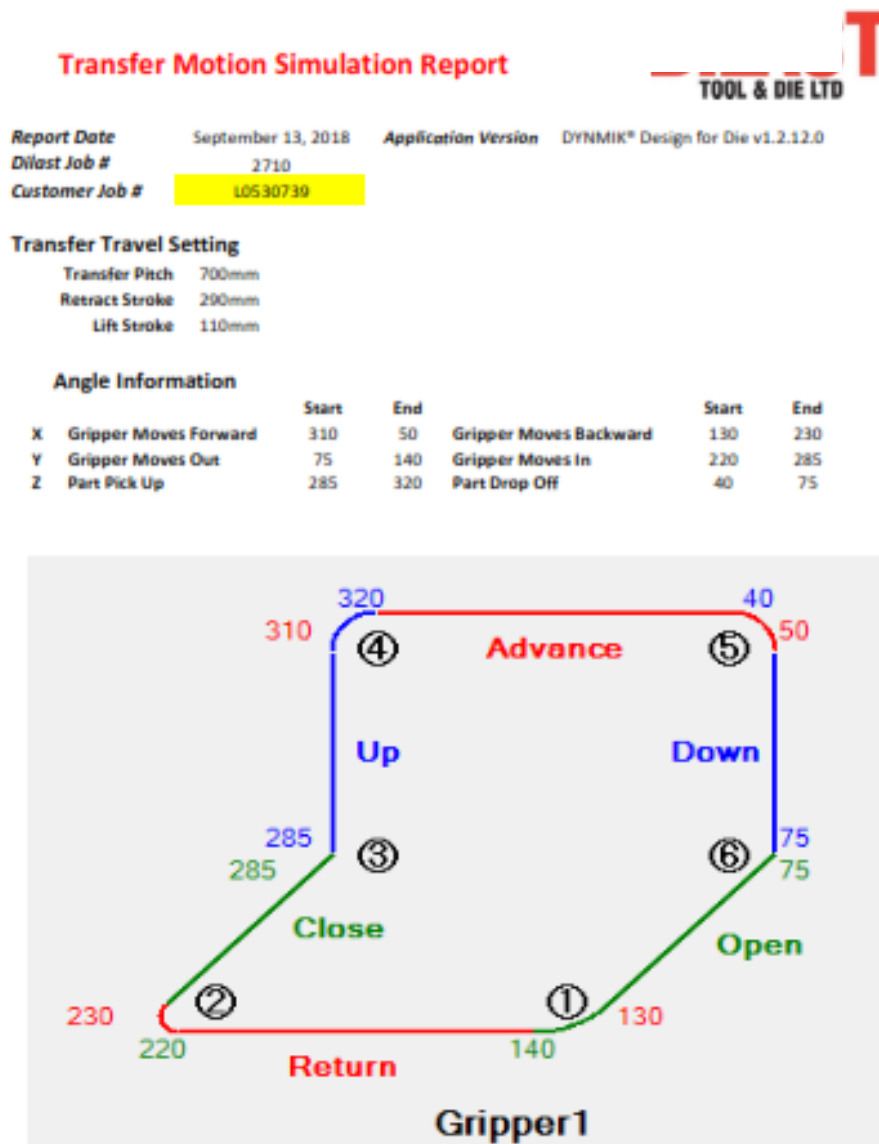 Transfer Motion Simulation Report
TOOL & DIE LTD
Report Date September 13, 2018 Application Version DYNMIK® Design for Die v1.2.12.0
Dilast Job # 2710
Customer Job # L0530739
Transfer Travel Setting
Transfer Pitch 700mm
Retract Stroke 290mm
Lift Stroke 110mm
Angle Information
Start End Start End
X Gripper Moves Forward 310 50 Gripper Moves Backward 130 230
Y Gripper Moves Out 75 140 Gripper Moves In 220 285
Z Part Pick Up 285 320 Part Drop Off 40 75
320 40
310 ④ Advance ⑤ 50
Up Down
285 ③ ⑥ 75
285 75
Close Open
230 ② ① 130
220 140
Return
Gripper1